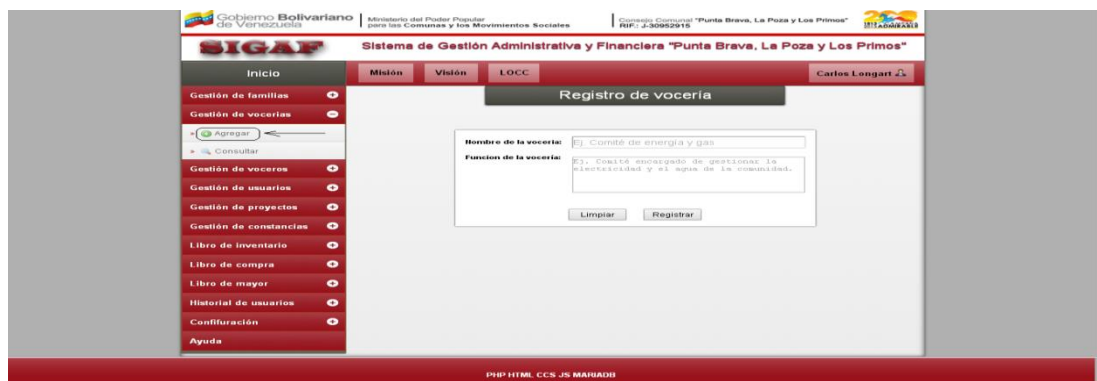 Gobierno Bolivariano
de Venezuela
Ministerio del Poder Popular
para las Comunas y los Movimientos Sociales
Consejo Comunal "Punta Brava, La Poza y Los Primos"
RIF.: J-30952915
200
SIGAF
Sistema de Gestión Administrativa y Financiera "Punta Brava, La Poza y Los Primos"
Inicio
Misión
Visión
LOCC
Carlos Longart
Gestión de familias
Gestión de vocerias
Agregar
Consultar
Gestión de voceros
Gestión de usuarios
Gestión de proyectos
Gestión de constancias
Libro de inventario
Libro de compra
Libro de mayor
Historial de usuarios
Confifuración
Ayuda
Registro de vocería
Nombre de la vocería: Ej. Comité de energía y gas
Funcion de la vocería: Ej. Comité encargado de gestionar la
electricidad y el agua de la comunidad.
Limpiar
Registrar
PHP HTML CCS JS MARIADB